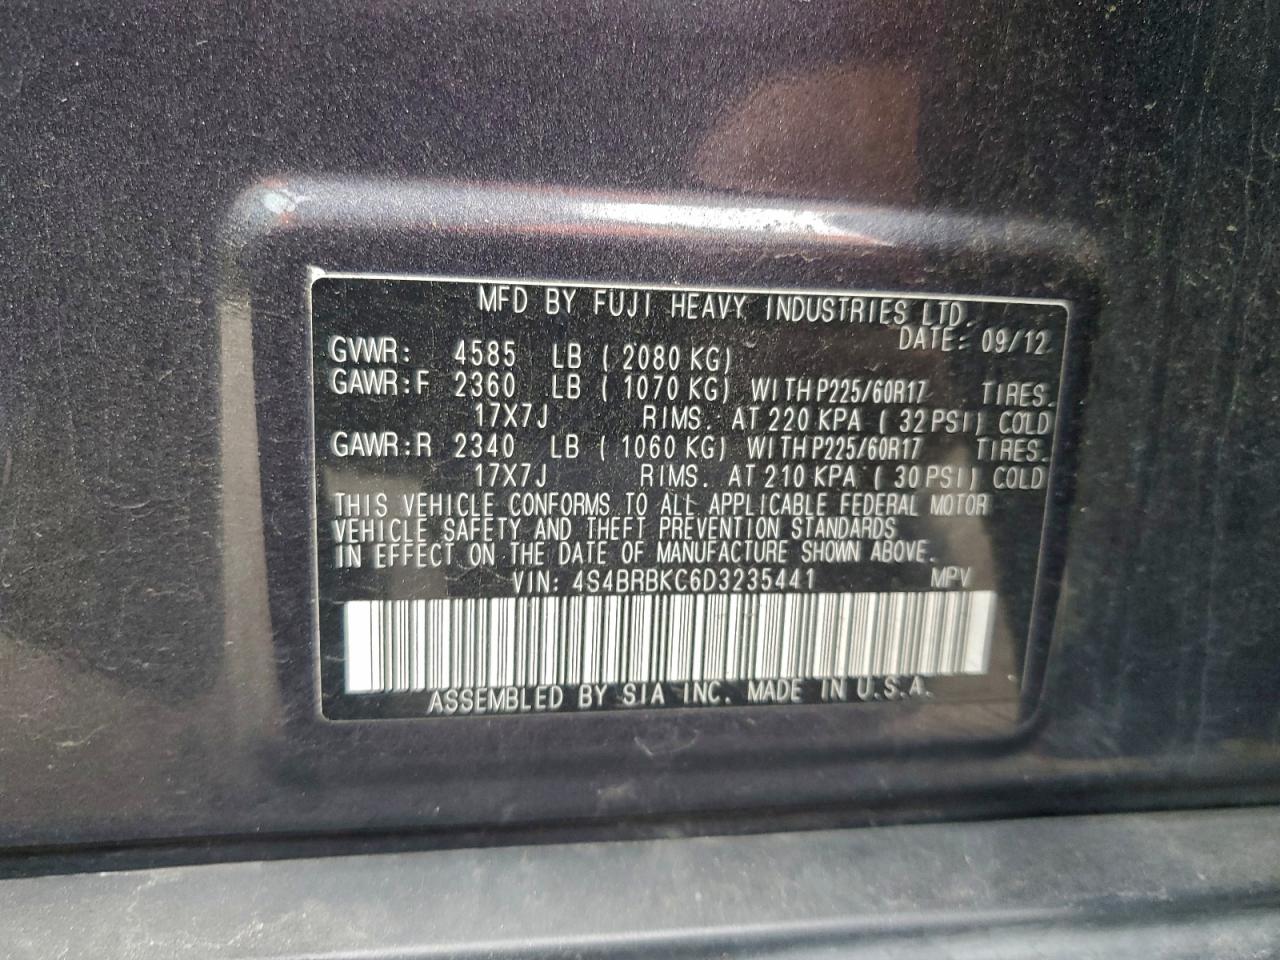 MFD BY FUJI HEAVY INDUSTRIES LTD.
DATE: 09/12
GVWR: 4585 LB (2080 KG)
GAWR:F 2360 LB (1070 KG) WITH P225/60R17 TIRES.
17X7J RIMS. AT 220 KPA (32 PSI) COLD
GAWR:R 2340 LB (1060 KG) WITH P225/60R17 TIRES.
17X7J RIMS. AT 210 KPA (30 PSI) COLD
THIS VEHICLE CONFORMS TO ALL APPLICABLE FEDERAL MOTOR
VEHICLE SAFETY AND THEFT PREVENTION STANDARDS
IN EFFECT ON THE DATE OF MANUFACTURE SHOWN ABOVE.
VIN: 4S4BRBKC6D3235441 MPV
ASSEMBLED BY SIA INC. MADE IN U.S.A.